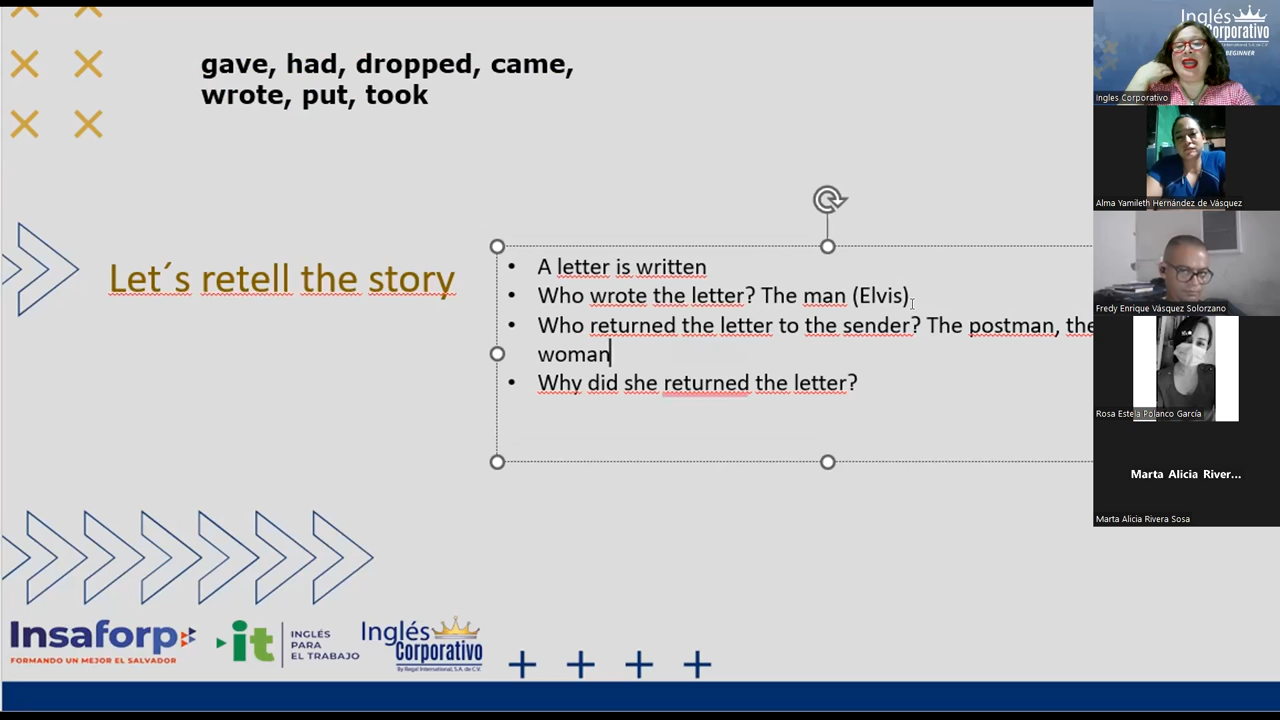 gave, had, dropped, came,
wrote, put, took
Let´s retell the story
• A letter is written
• Who wrote the letter? The man (Elvis)
• Who returned the letter to the sender? The postman, the
woman
• Why did she returned the letter?
Insaforp
FORMANDO UN MEJOR EL SALVADOR
it
INGLÉS
PARA
EL TRABAJO
Inglés
Corporativo
By Regal International, S.A. de C.V.
Inglés
Corporativo
BEGINNER
Ingles Corporativo
Alma Yamileth Hernández de Vásquez
Fredy Enrique Vásquez Solorzano
Rosa Estela Polanco García
Marta Alicia River...
Marta Alicia Rivera Sosa